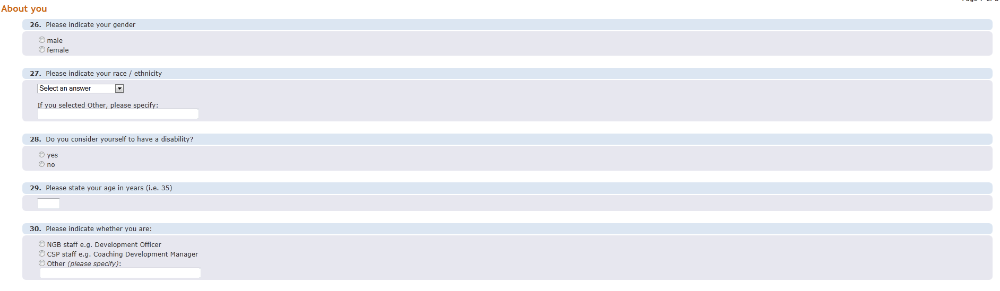 About you
26. Please indicate your gender
male
female
27. Please indicate your race / ethnicity
Select an answer
If you selected Other, please specify:
28. Do you consider yourself to have a disability?
yes
no
29. Please state your age in years (i.e. 35)
30. Please indicate whether you are:
NGB staff e.g. Development Officer
CSP staff e.g. Coaching Development Manager
Other (please specify):